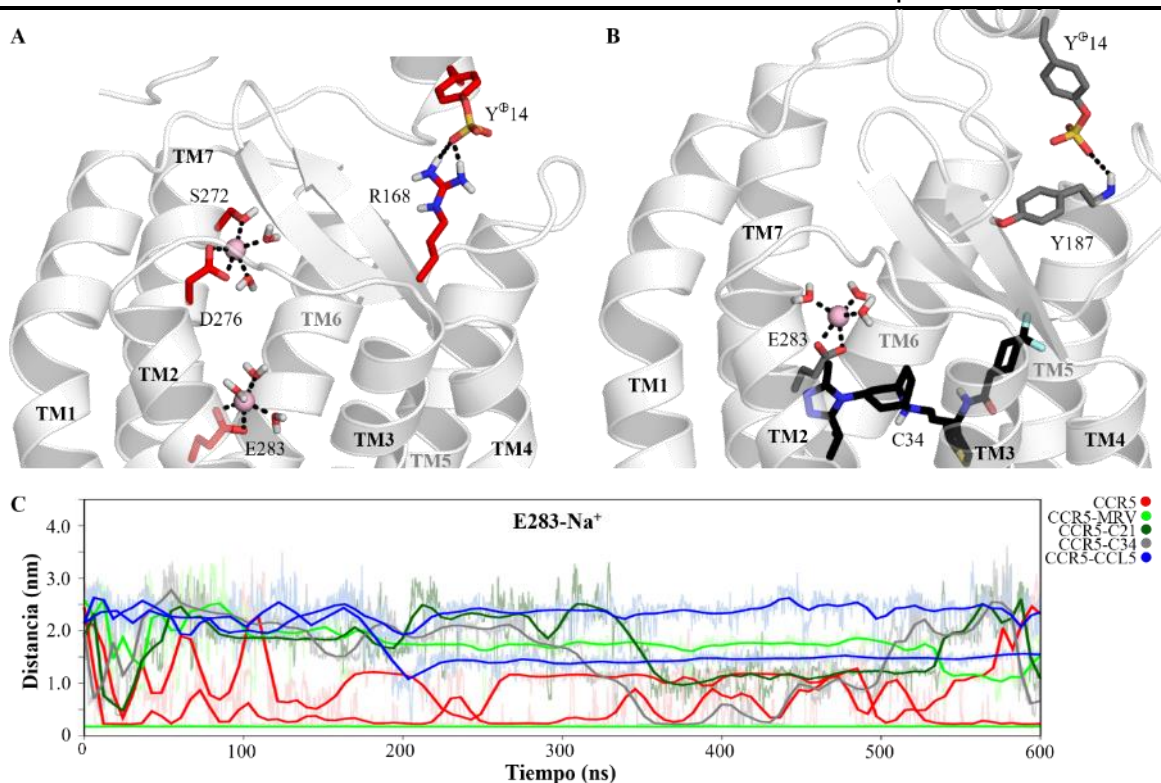 A
Y⊕14
TM7
S272
R168
D276
TM6
TM2
TM1
E283
TM3
TM5
TM4
B
Y⊕14
TM7
Y187
E283
TM6
TM5
TM1
TM2
C34
TM3
TM4
C
E283-Na⁺
CCR5
CCR5-MRV
CCR5-C21
CCR5-C34
CCR5-CCL5
Distancia (nm)
4.0
3.0
2.0
1.0
0
0 100 200 300 400 500 600
Tiempo (ns)